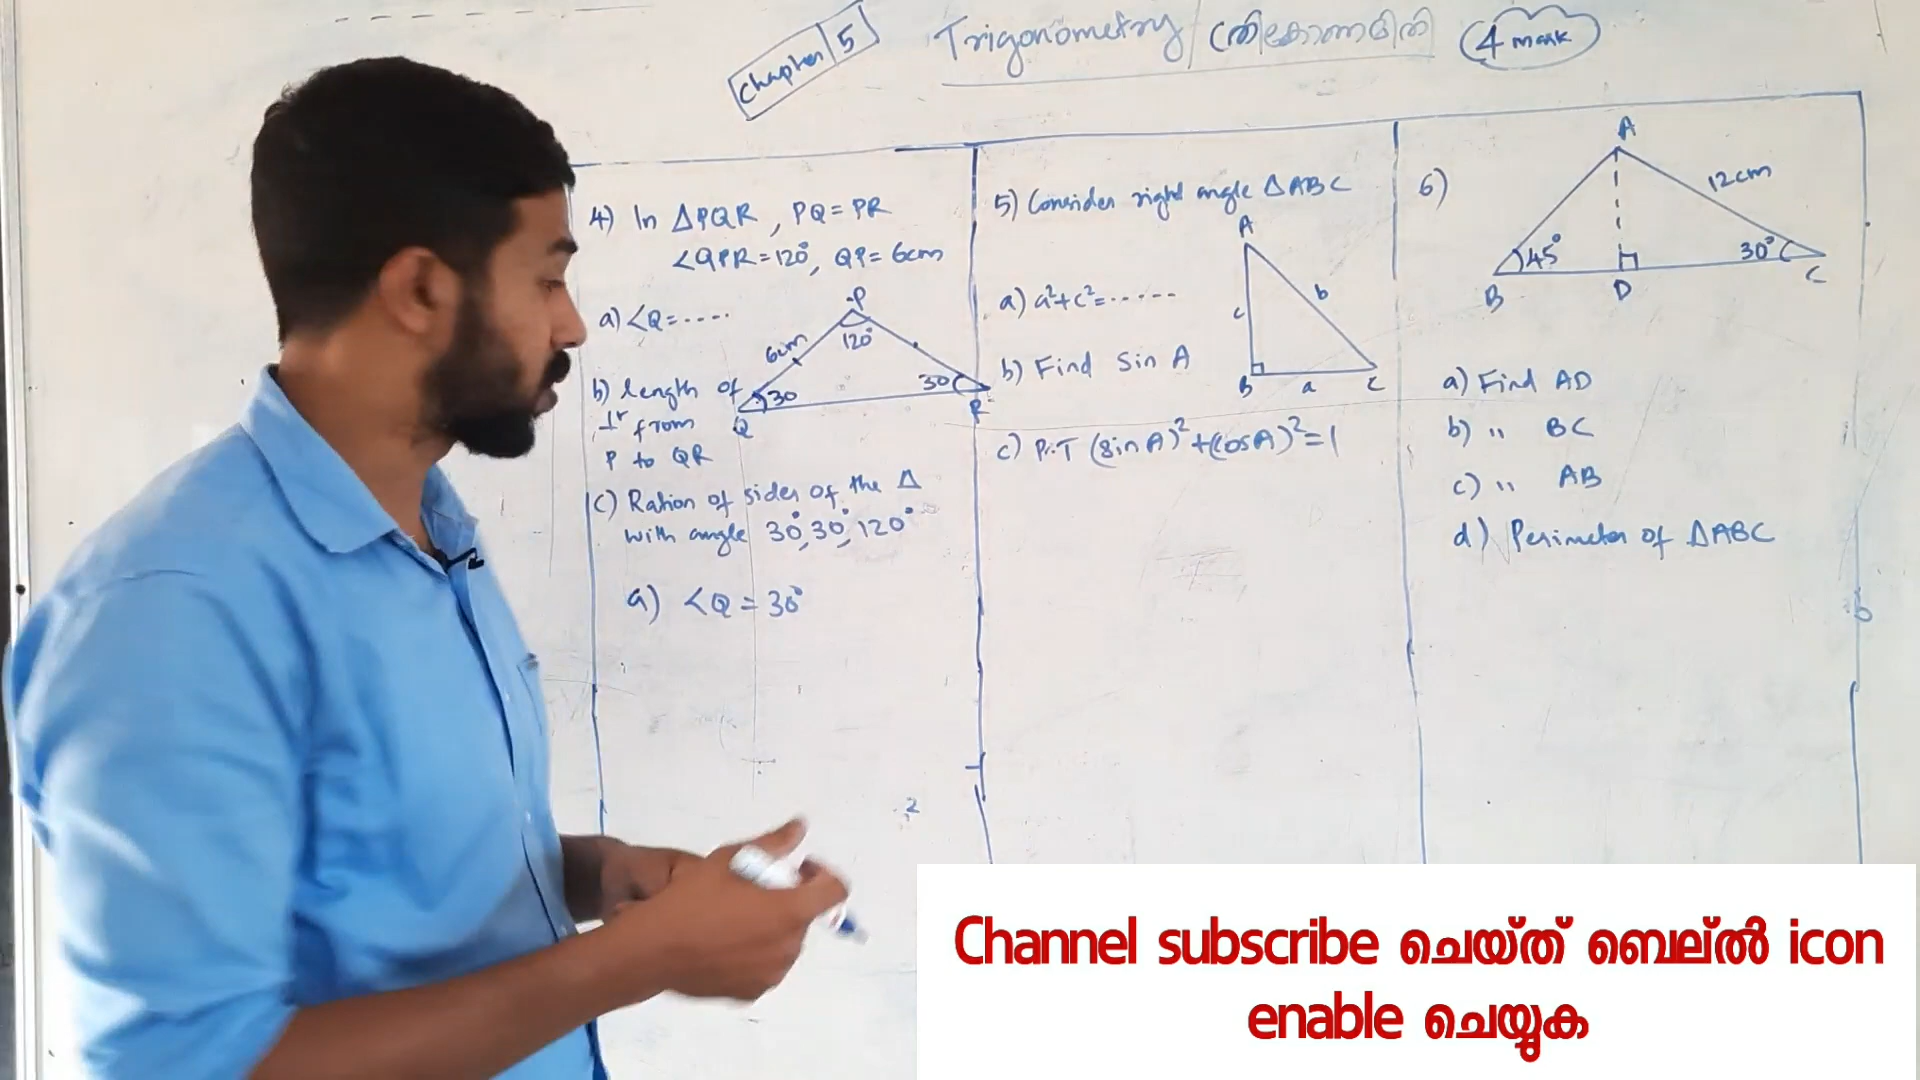 Chapter 5
Trigonometry / ത്രികോണമിതി 4 mark
4) In ΔPQR, PQ = PR
<QPR = 120°, QP = 6cm
a) <Q = ....
b) length of
⊥r from
P to QR
P
6cm
120°
30
30
Q
R
C) Ration of sides of the Δ
with angle 30°, 30°, 120°
a) <Q = 30°
5) Consider right angle ΔABC
A
a) a²+c² = ......
c
b
b) Find Sin A
B
a
C
c) P.T (sin A)² + (cos A)² = 1
6)
A
12cm
45°
30°
B
D
C
a) Find AD
b) " BC
c) " AB
d) Perimeter of ΔABC
Channel subscribe ചെയ്ത് ബെല്ൽ icon
enable ചെയ്യുക